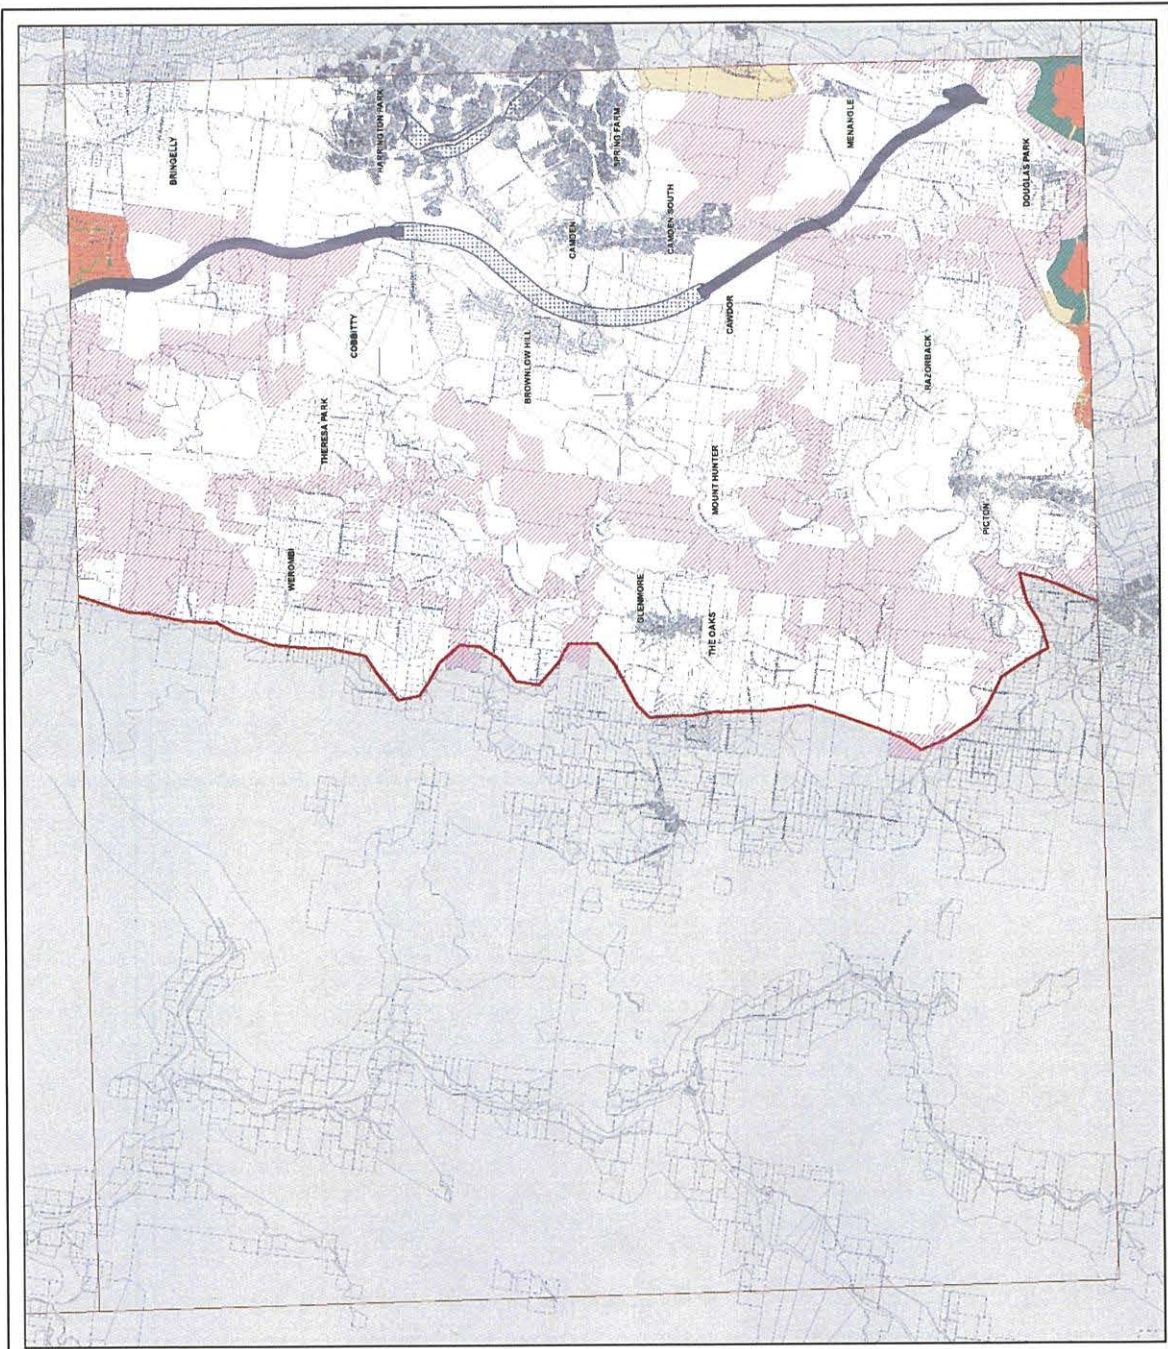 BRINGELLY
HARRINGTON PARK
SPRING FARM
MENANGLE
DOUGLAS PARK
CAMDEN
CAMDEN SOUTH
COBBITTY
CAWDOR
BROWNLOW HILL
RAZORBACK
THERESA PARK
MOUNT HUNTER
PICTON
WEROMBI
GLENMORE
THE OAKS